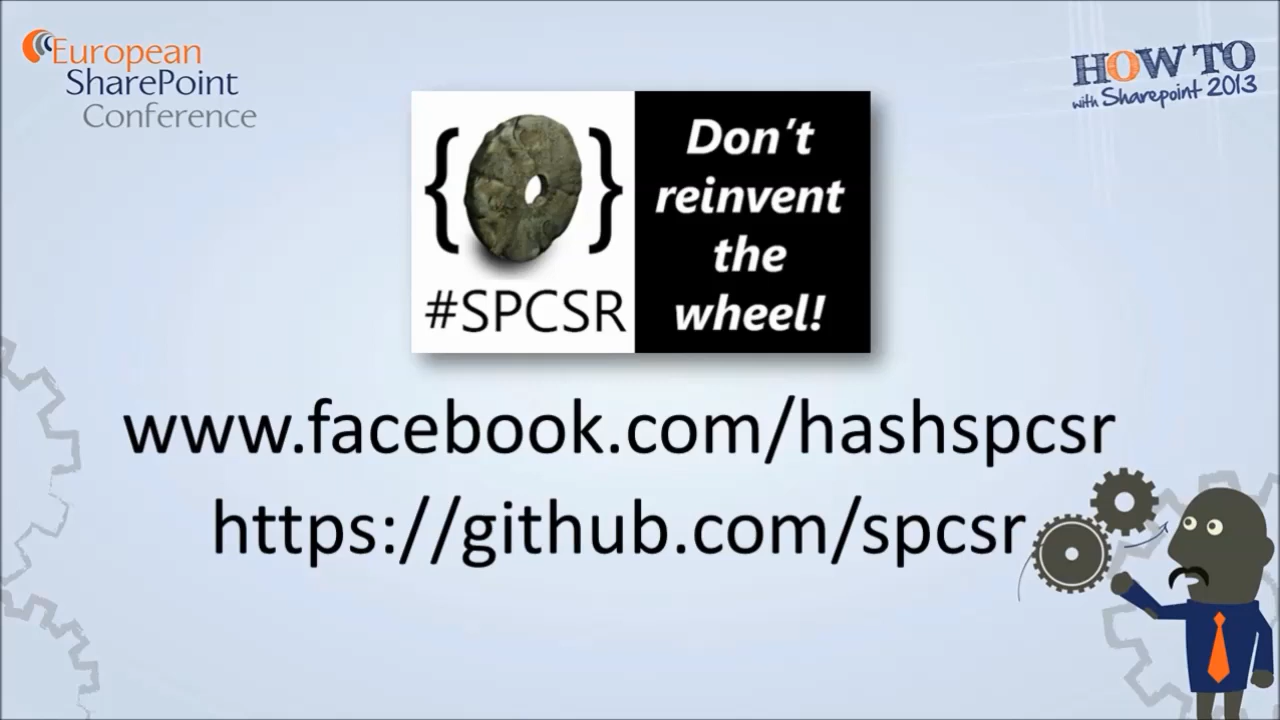 European
SharePoint
Conference
HOW TO
with Sharepoint 2013
{ }
#SPCSR
Don't
reinvent
the
wheel!
www.facebook.com/hashspcsr
https://github.com/spcsr